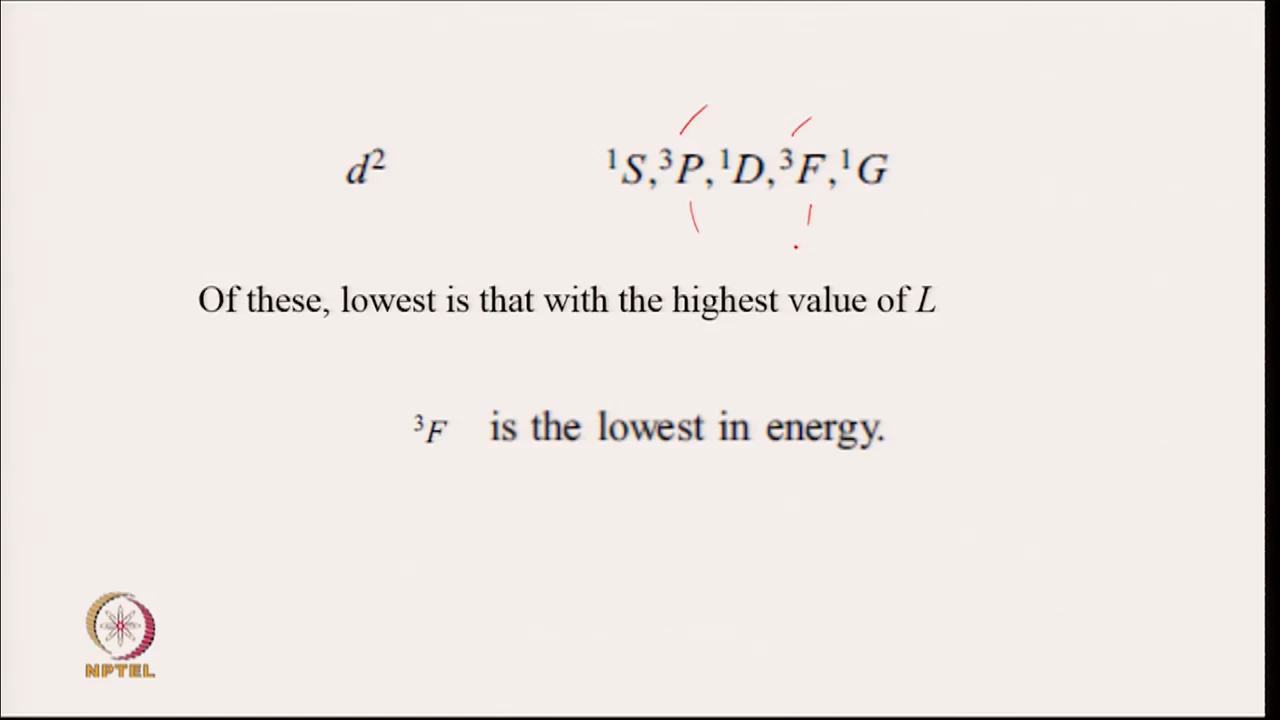 d² ¹S,³P,¹D,³F,¹G
Of these, lowest is that with the highest value of L
³F is the lowest in energy.
NPTEL